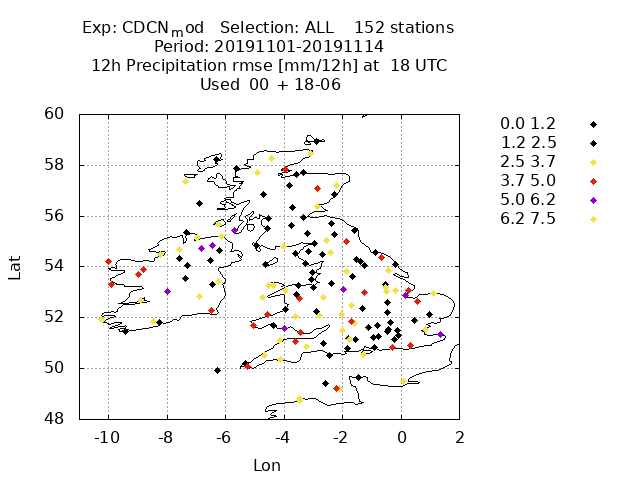 Exp: CDCNmod Selection: ALL 152 stations
Period: 20191101-20191114
12h Precipitation rmse [mm/12h] at 18 UTC
Used 00 + 18-06
0.0 1.2
1.2 2.5
2.5 3.7
3.7 5.0
5.0 6.2
6.2 7.5
60
58
56
54
52
50
48
Lat
-10 -8 -6 -4 -2 0 2
Lon